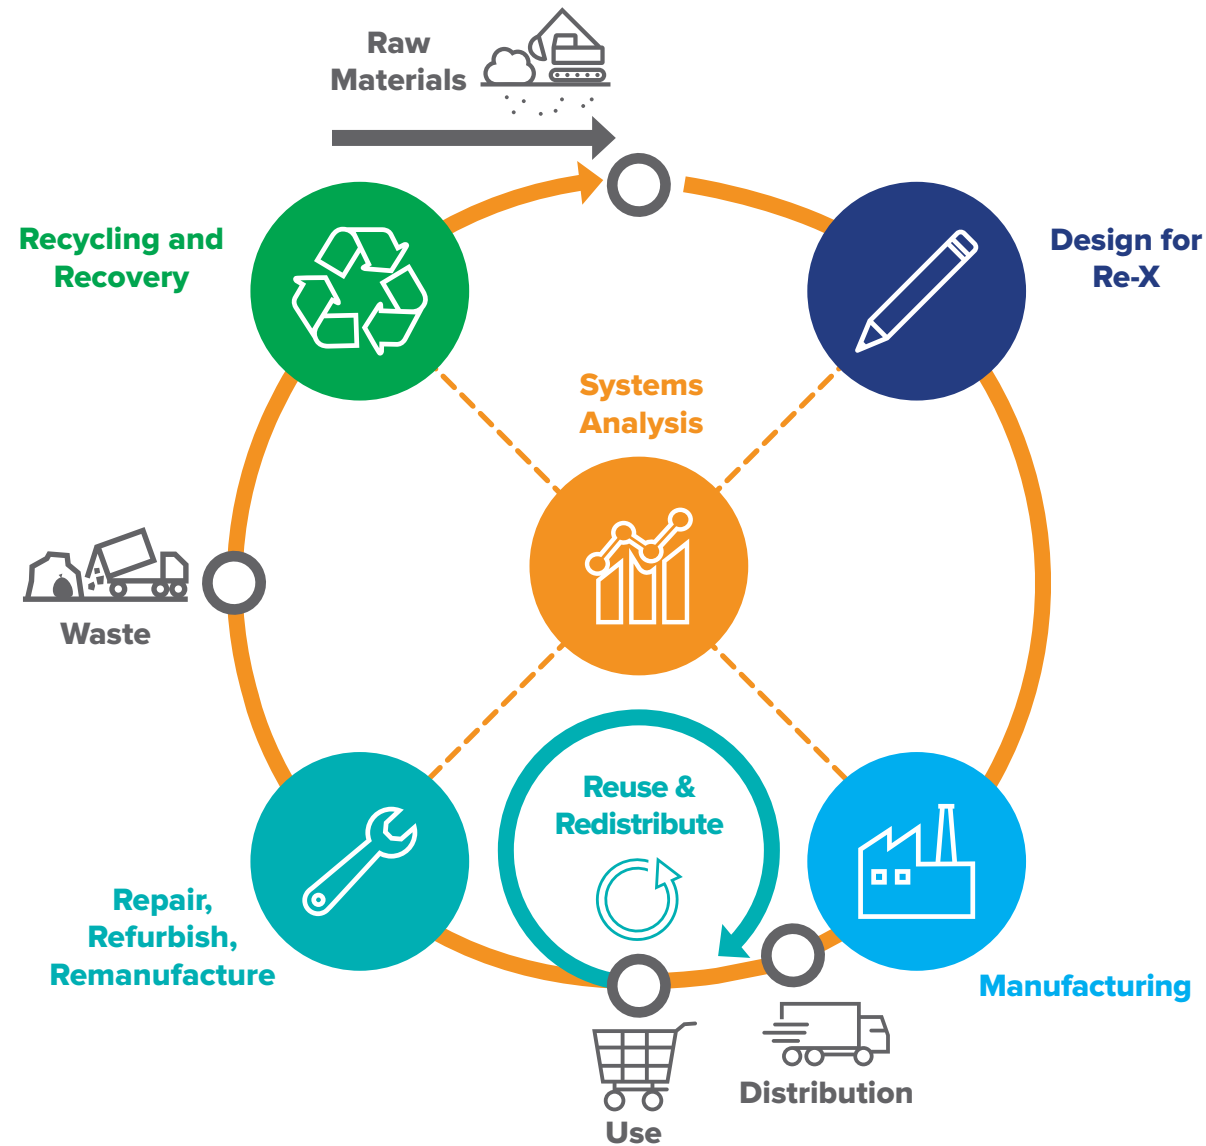 Raw
Materials
Recycling and
Recovery
Design for
Re-X
Systems
Analysis
Waste
Reuse &
Redistribute
Repair,
Refurbish,
Remanufacture
Manufacturing
Distribution
Use